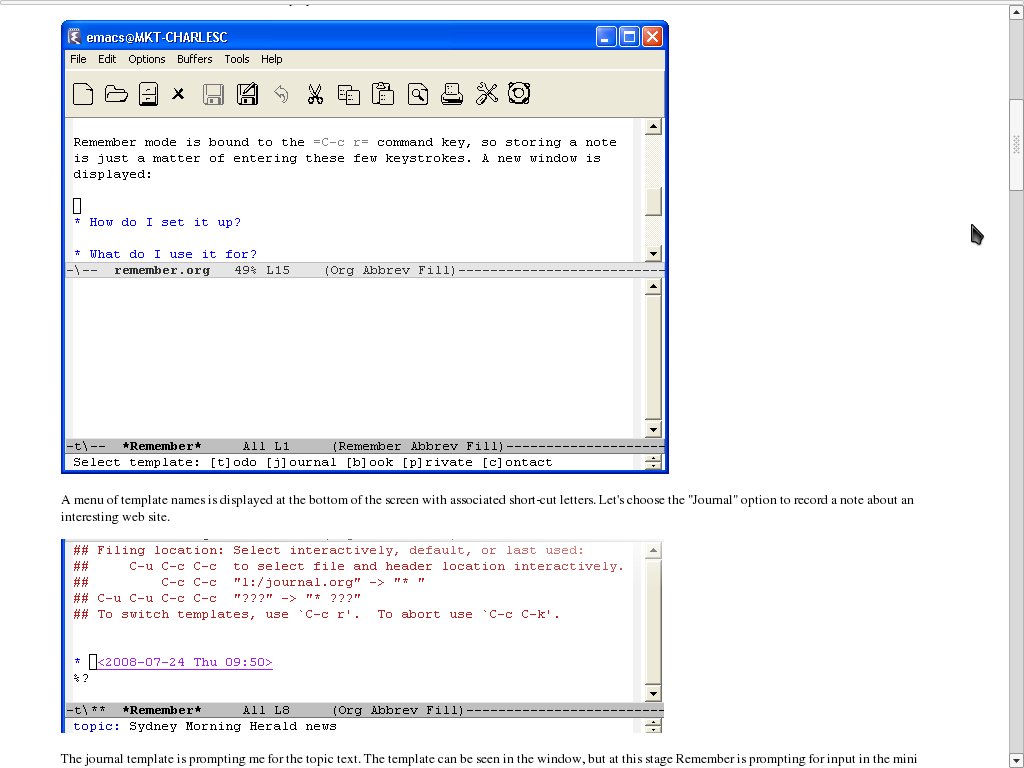 emacs@MKT-CHARLESC
File Edit Options Buffers Tools Help
Remember mode is bound to the =C-c r= command key, so storing a note
is just a matter of entering these few keystrokes. A new window is
displayed:
* How do I set it up?
* What do I use it for?
-\-- remember.org 49% L15 (Org Abbrev Fill)--------------------------
-t\-- *Remember* All L1 (Remember Abbrev Fill)--------------------
Select template: [t]odo [j]ournal [b]ook [p]rivate [c]ontact
A menu of template names is displayed at the bottom of the screen with associated short-cut letters. Let's choose the "Journal" option to record a note about an
interesting web site.
## Filing location: Select interactively, default, or last used:
## C-u C-c C-c to select file and header location interactively.
## C-c C-c "l:/journal.org" -> "* "
## C-u C-u C-c C-c "???" -> "* ???"
## To switch templates, use `C-c r'. To abort use `C-c C-k'.
* <2008-07-24 Thu 09:50>
%?
-t\** *Remember* All L8 (Org Abbrev Fill)-------------------------
topic: Sydney Morning Herald news
The journal template is prompting me for the topic text. The template can be seen in the window, but at this stage Remember is prompting for input in the mini